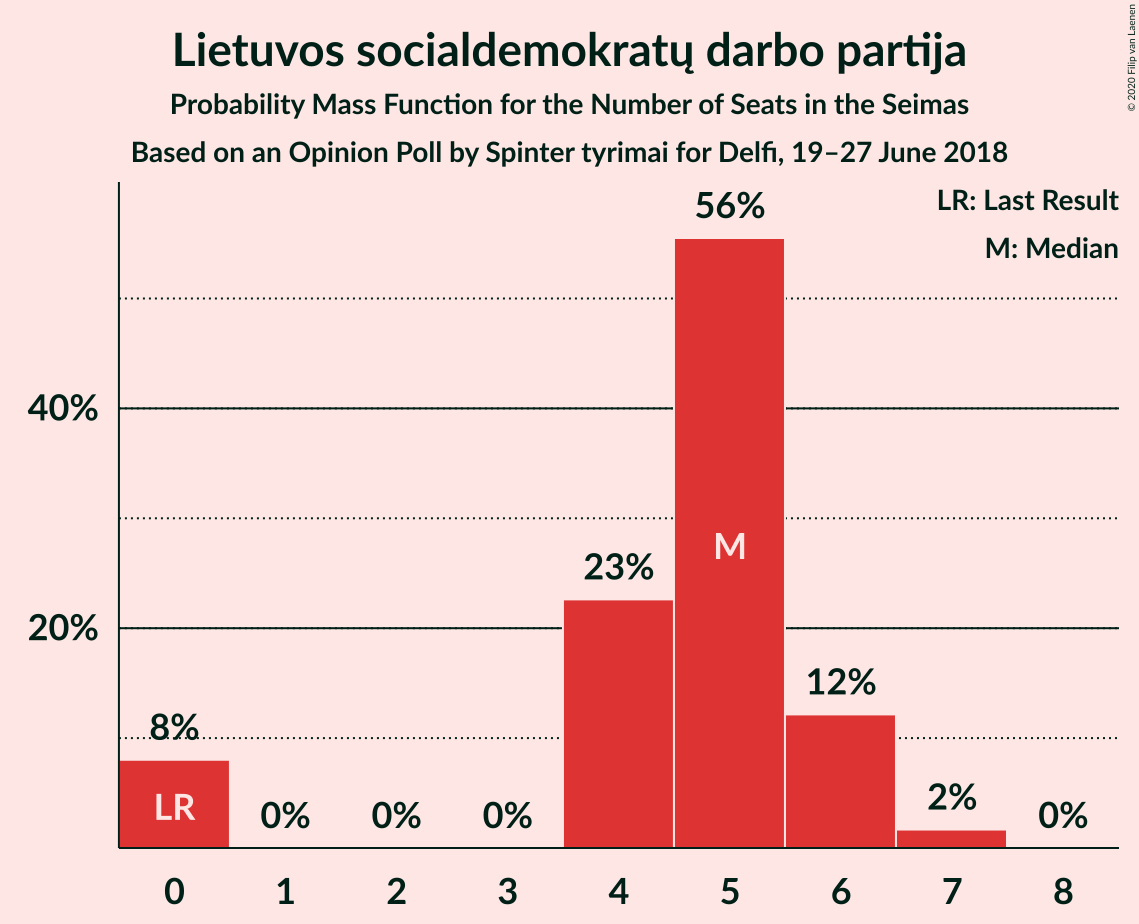 Lietuvos socialdemokratų darbo partija
Probability Mass Function for the Number of Seats in the Seimas
Based on an Opinion Poll by Spinter tyrimai for Delfi, 19–27 June 2018
© 2020 Filip van Laenen
LR: Last Result
M: Median
56%
40%
M
23%
20%
12%
8%
2%
LR
0%
0%
0%
0%
0 1 2 3 4 5 6 7 8